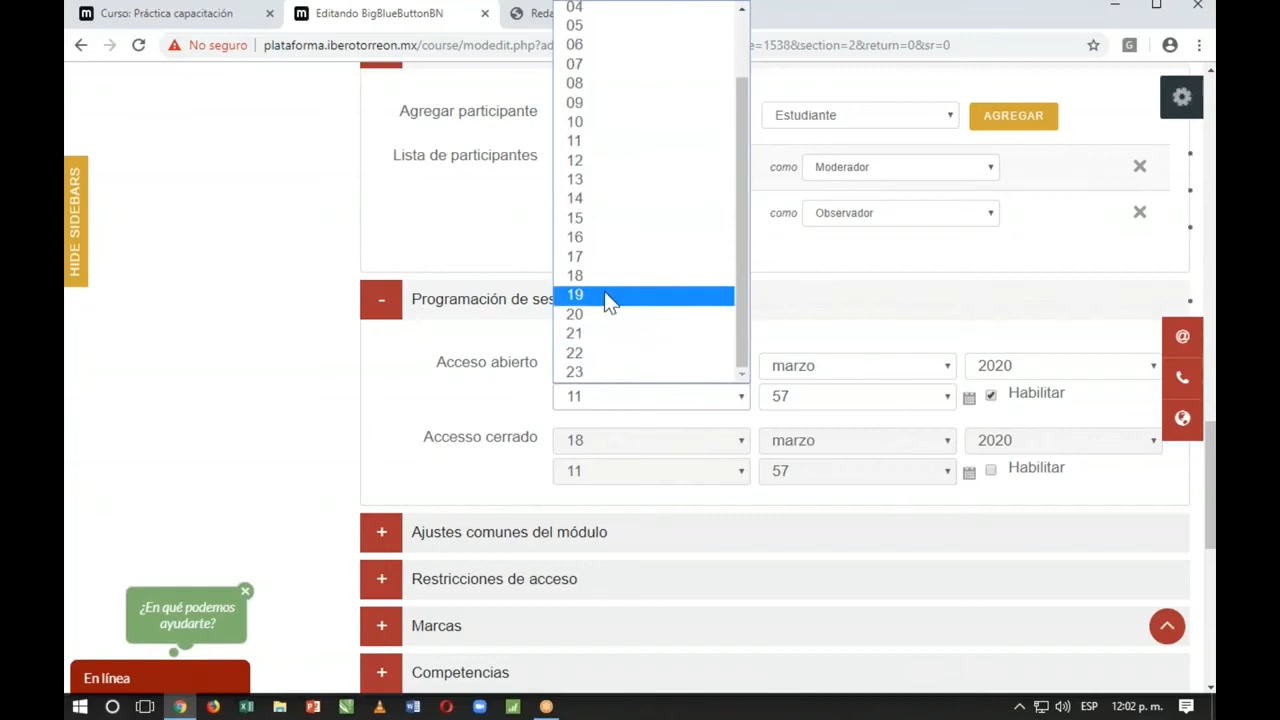 Curso: Práctica capacitación
Editando BigBlueButtonBN
Reda
No seguro
plataforma.iberotorreon.mx/course/modedit.php?ad
e=1538&section=2&return=0&sr=0
04
05
06
07
08
09
10
11
12
13
14
15
16
17
18
19
20
21
22
23
HIDE SIDEBARS
Agregar participante
Estudiante
AGREGAR
Lista de participantes
como
Moderador
como
Observador
Programación de ses
Acceso abierto
marzo
2020
11
57
Habilitar
Accesso cerrado
18
marzo
2020
11
57
Habilitar
Ajustes comunes del módulo
Restricciones de acceso
Marcas
Competencias
¿En qué podemos
ayudarte?
En línea
ESP
12:02 p. m.